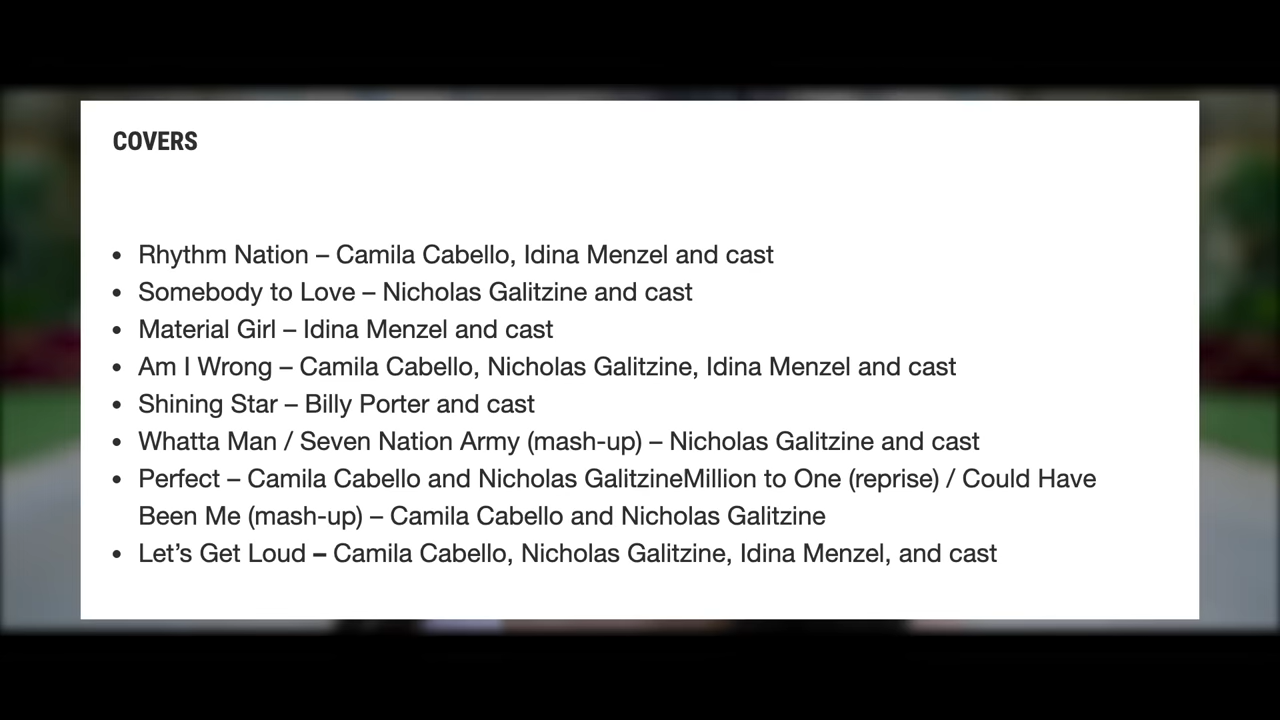 COVERS
• Rhythm Nation – Camila Cabello, Idina Menzel and cast
• Somebody to Love – Nicholas Galitzine and cast
• Material Girl – Idina Menzel and cast
• Am I Wrong – Camila Cabello, Nicholas Galitzine, Idina Menzel and cast
• Shining Star – Billy Porter and cast
• Whatta Man / Seven Nation Army (mash-up) – Nicholas Galitzine and cast
• Perfect – Camila Cabello and Nicholas GalitzineMillion to One (reprise) / Could Have
Been Me (mash-up) – Camila Cabello and Nicholas Galitzine
• Let’s Get Loud – Camila Cabello, Nicholas Galitzine, Idina Menzel, and cast